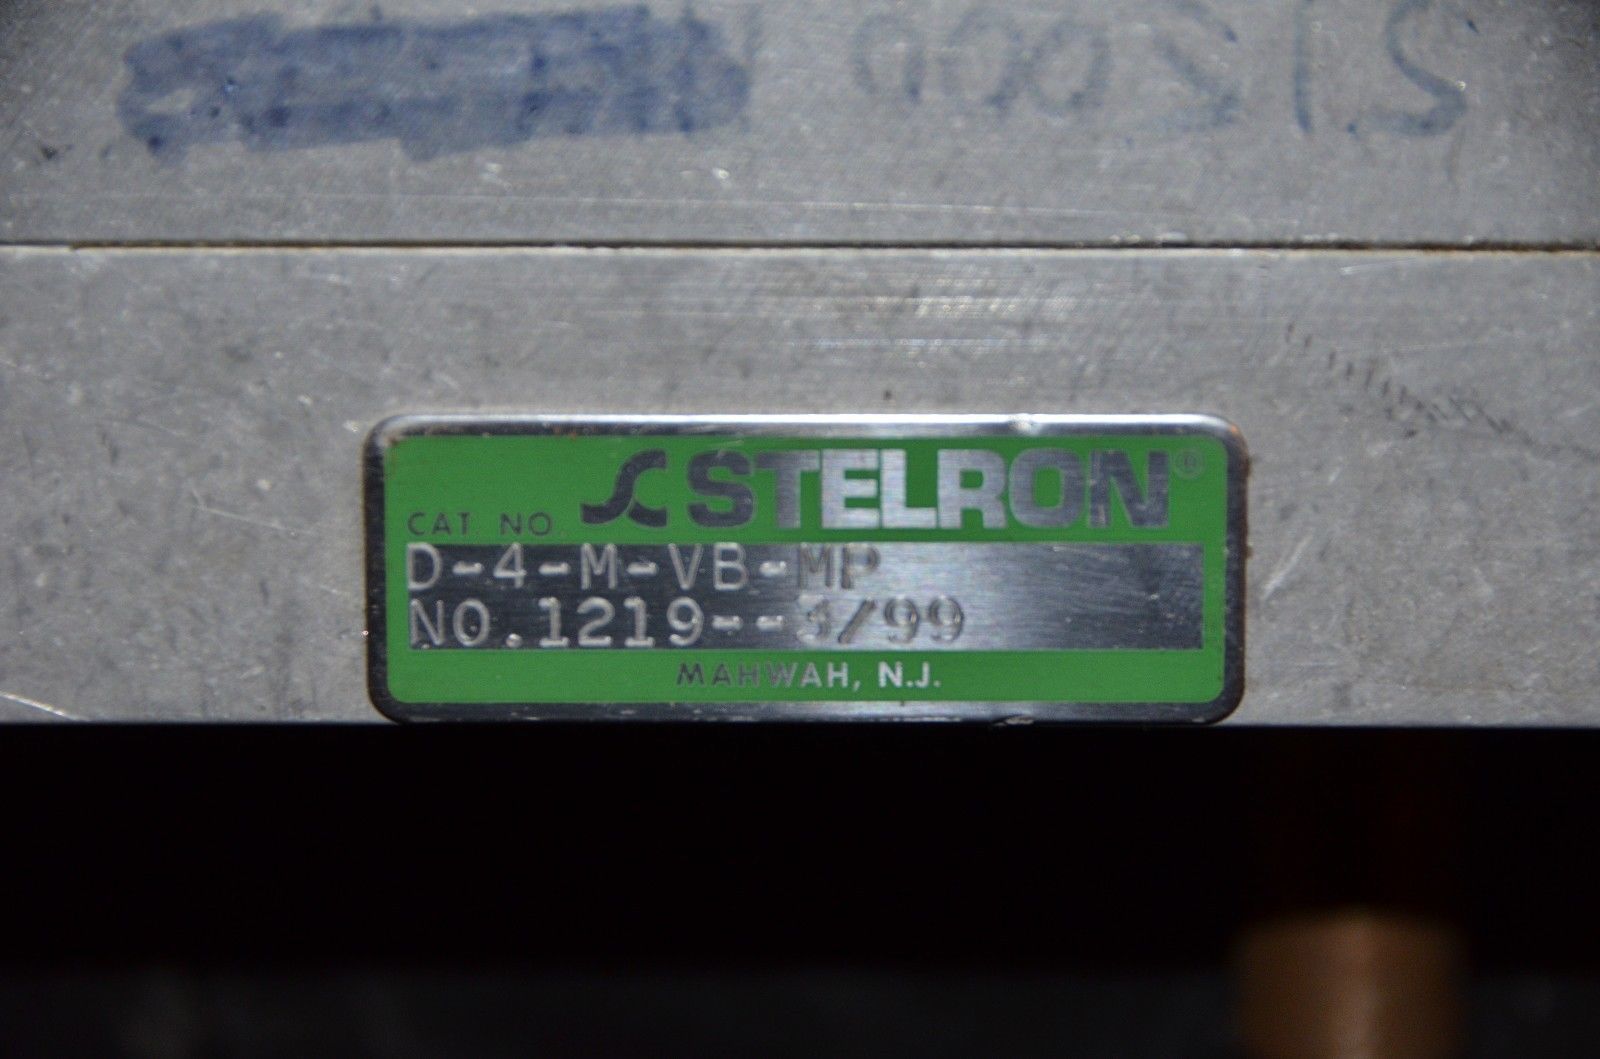 STELRON®
CAT. NO.
D-4-M-VB-MP
NO.1219--3/99
MAHWAH, N.J.